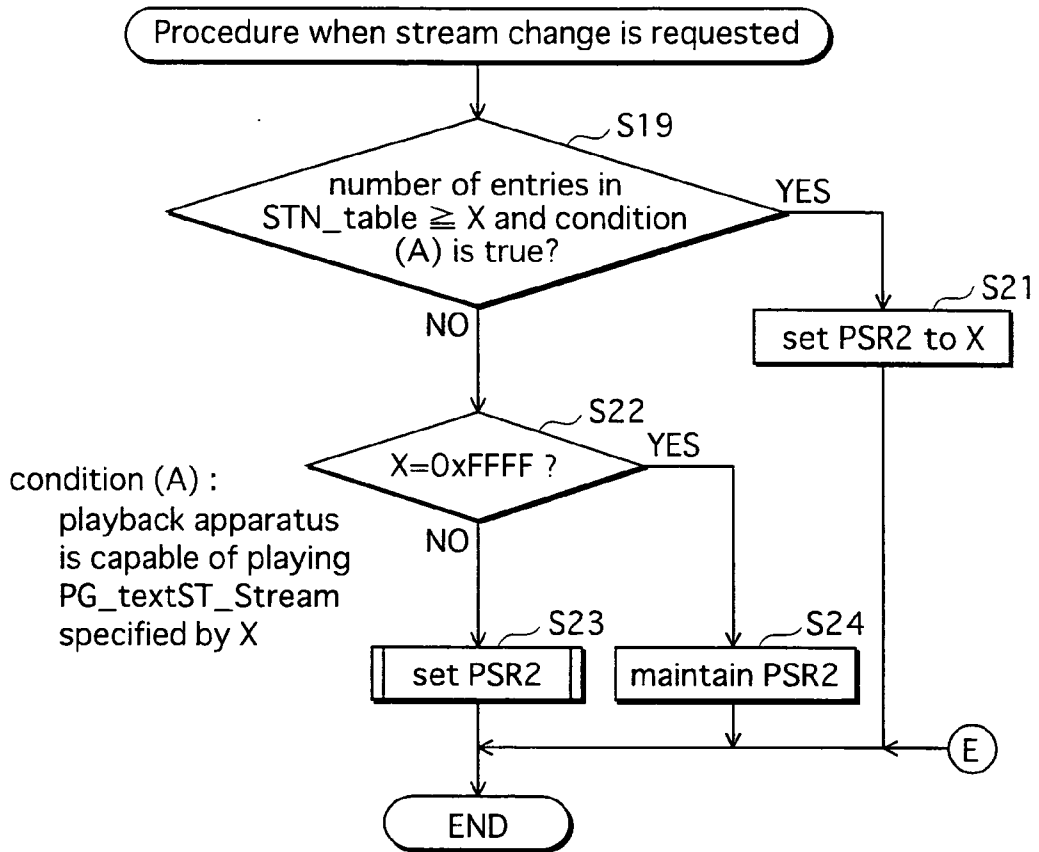 Procedure when stream change is requested
S19
number of entries in
STN_table ≧ X and condition
(A) is true?
YES
NO
S21
set PSR2 to X
S22
X=0xFFFF ?
YES
NO
condition (A) :
playback apparatus
is capable of playing
PG_textST_Stream
specified by X
S23
set PSR2
S24
maintain PSR2
E
END